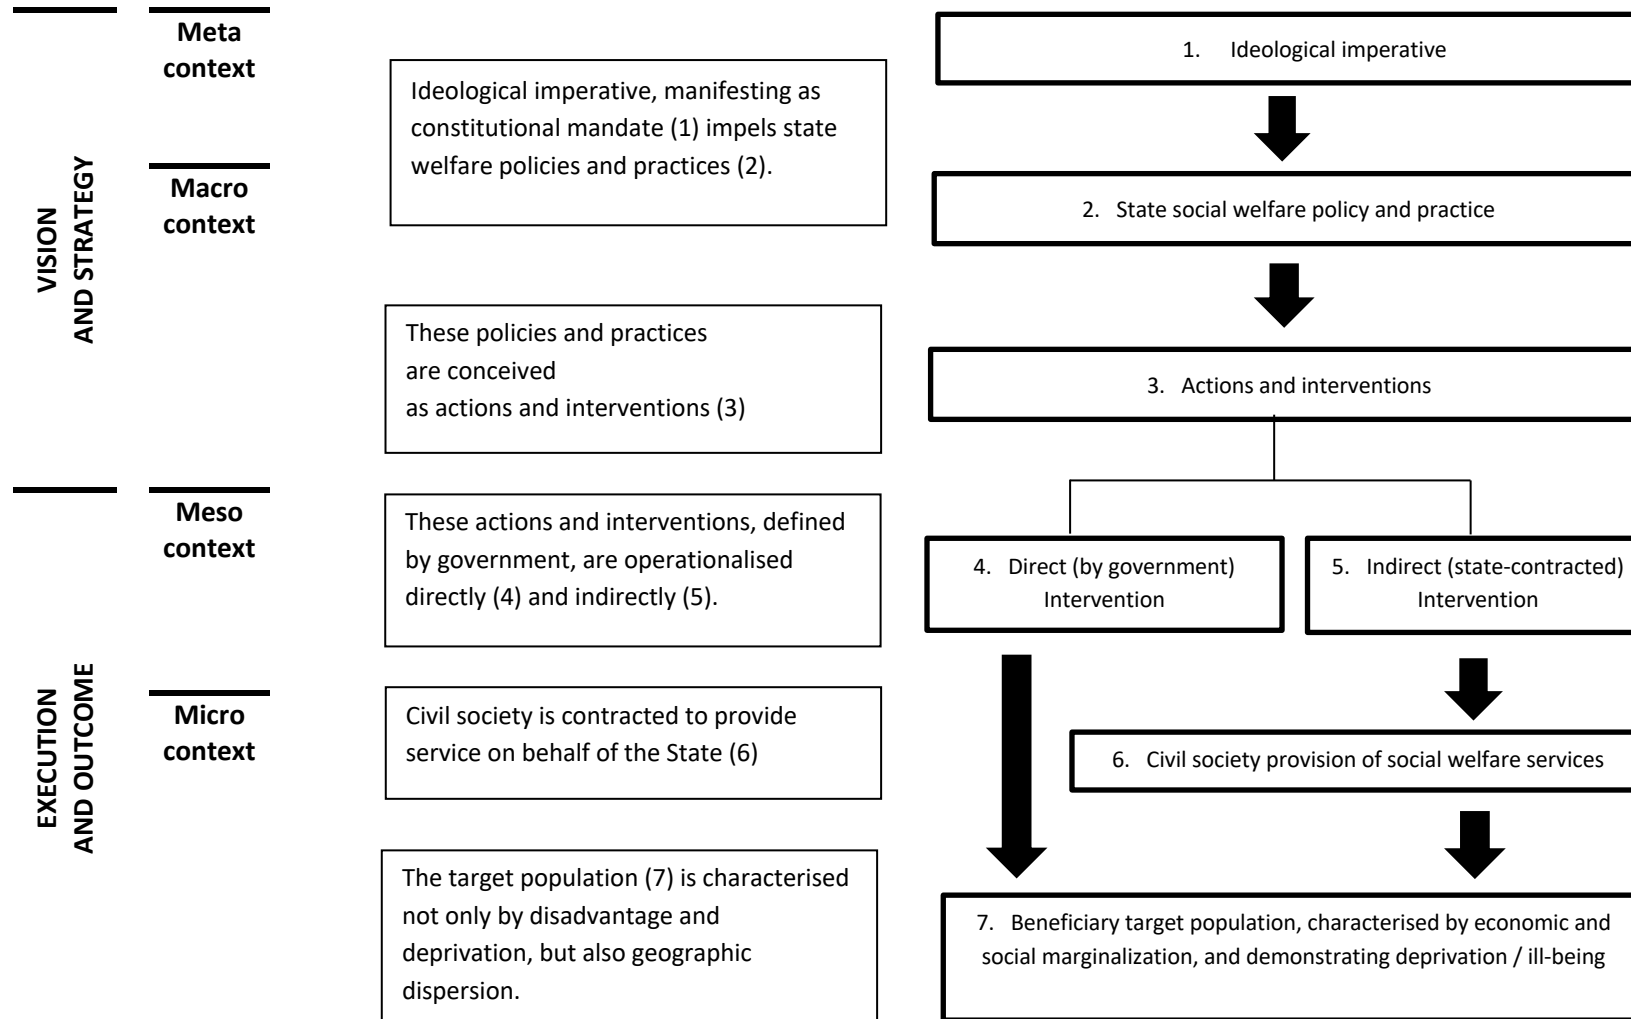 VISION
AND STRATEGY
EXECUTION
AND OUTCOME
Meta
context
Macro
context
Meso
context
Micro
context
Ideological imperative, manifesting as
constitutional mandate (1) impels state
welfare policies and practices (2).
These policies and practices
are conceived
as actions and interventions (3)
These actions and interventions, defined
by government, are operationalised
directly (4) and indirectly (5).
Civil society is contracted to provide
service on behalf of the State (6)
The target population (7) is characterised
not only by disadvantage and
deprivation, but also geographic
dispersion.
1. Ideological imperative
2. State social welfare policy and practice
3. Actions and interventions
4. Direct (by government)
Intervention
5. Indirect (state-contracted)
Intervention
6. Civil society provision of social welfare services
7. Beneficiary target population, characterised by economic and
social marginalization, and demonstrating deprivation / ill-being